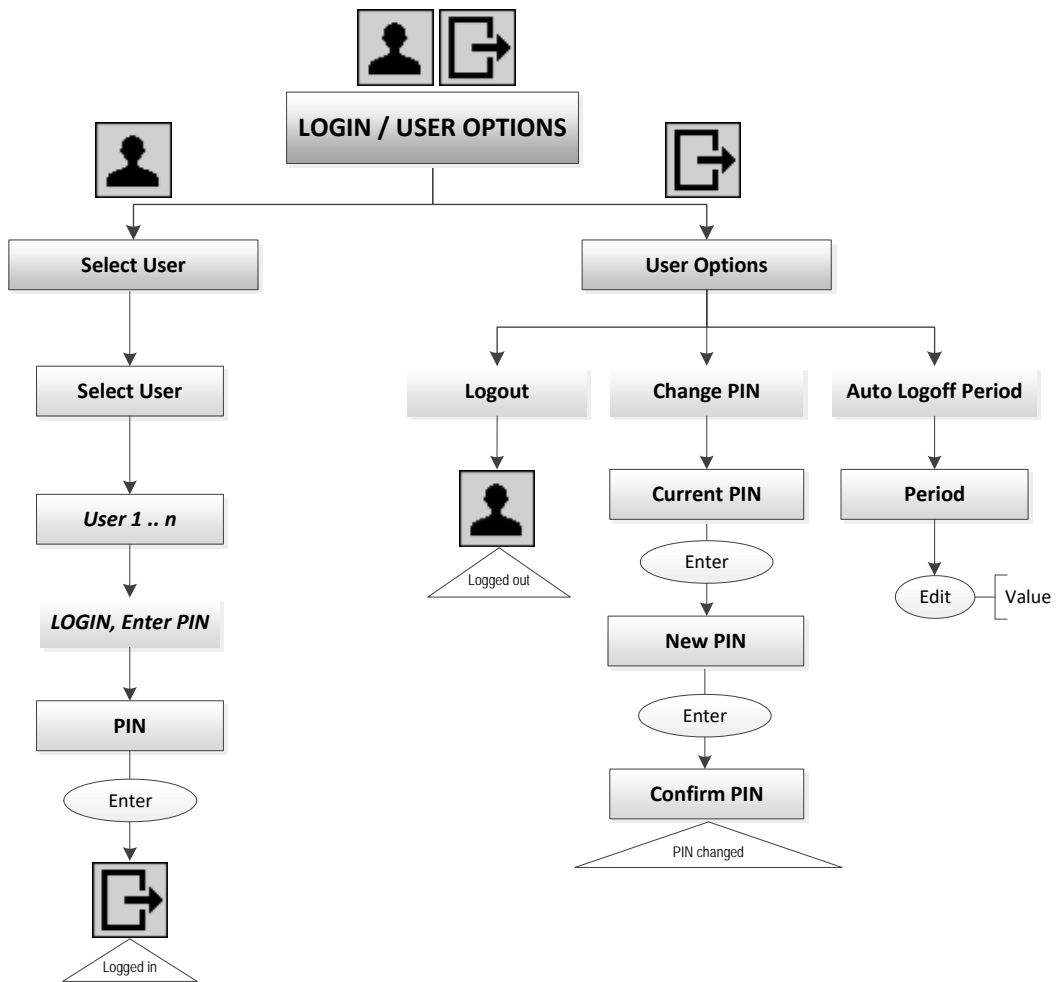 LOGIN / USER OPTIONS
Select User
User Options
Select User
Logout
Change PIN
Auto Logoff Period
User 1 .. n
Current PIN
Period
Enter
Logged out
Edit
Value
LOGIN, Enter PIN
New PIN
PIN
Enter
Enter
Confirm PIN
PIN changed
Logged in